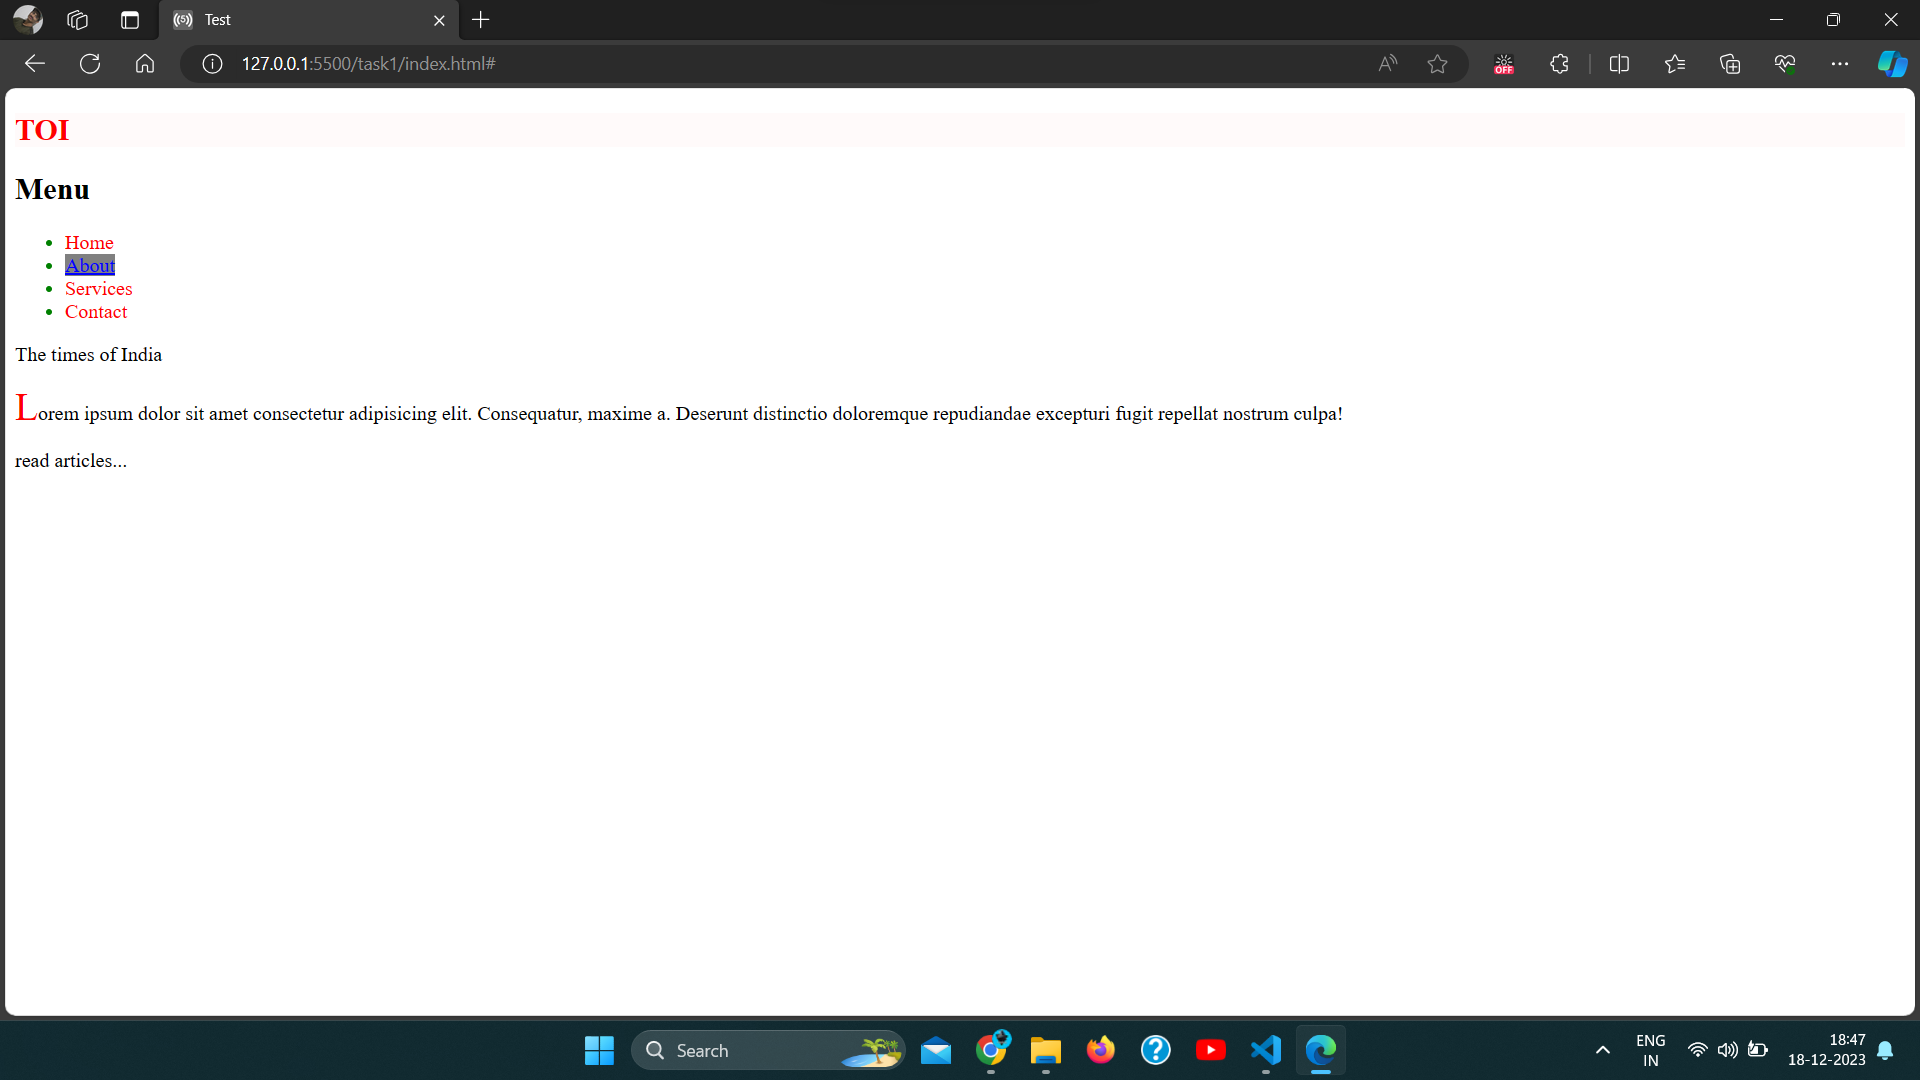 Test
127.0.0.1:5500/task1/index.html#
OFF
TOI
Menu
Home
About
Services
Contact
The times of India
Lorem ipsum dolor sit amet consectetur adipisicing elit. Consequatur, maxime a. Deserunt distinctio doloremque repudiandae excepturi fugit repellat nostrum culpa!
read articles...
Search
ENG
IN
18:47
18-12-2023